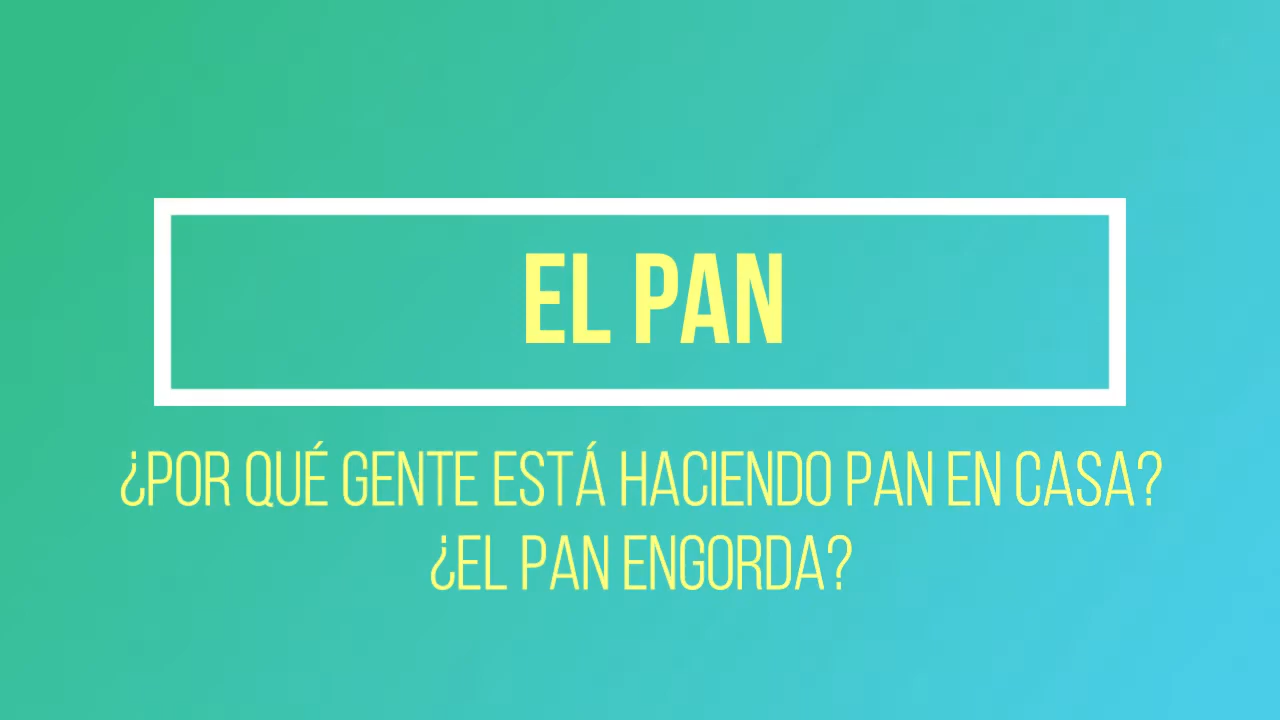 EL PAN
¿POR QUÉ GENTE ESTÁ HACIENDO PAN EN CASA?
¿EL PAN ENGORDA?